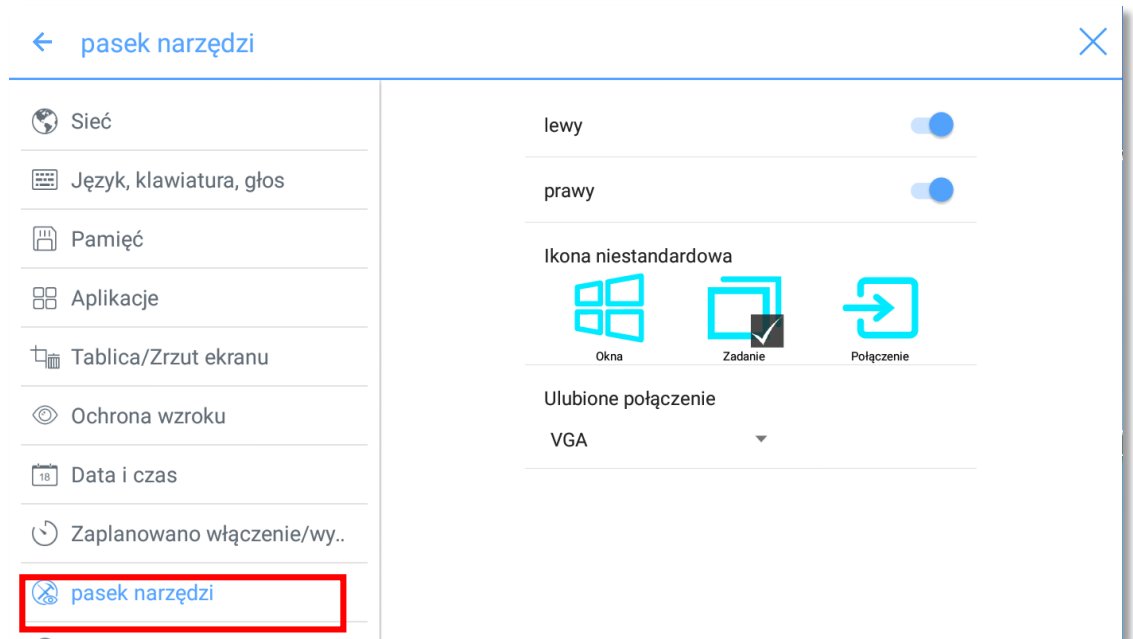 pasek narzędzi
Sieć
Język, klawiatura, głos
Pamięć
Aplikacje
Tablica/Zrzut ekranu
Ochrona wzroku
18
Data i czas
Zaplanowano włączenie/wy..
pasek narzędzi
lewy
prawy
Ikona niestandardowa
Okna Zadanie Połączenie
Ulubione połączenie
VGA